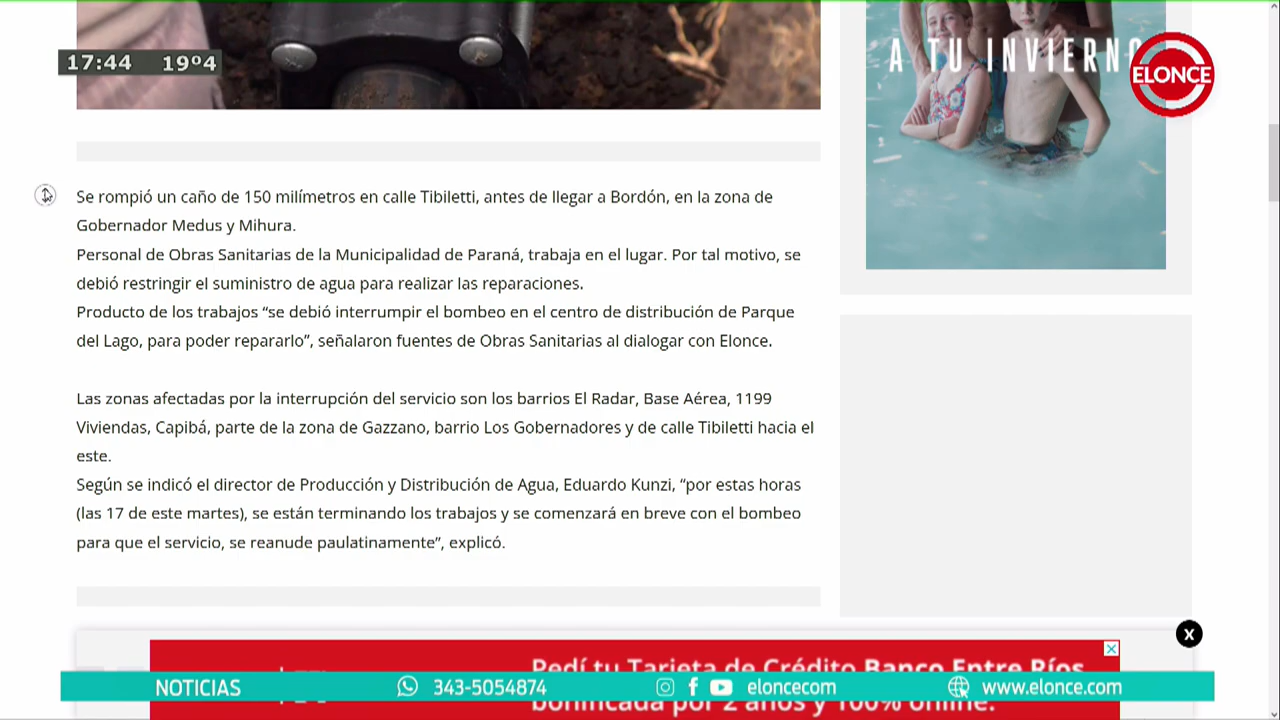 17:44 19º4
A TU INVIERNO
ELONCE
Se rompió un caño de 150 milímetros en calle Tibiletti, antes de llegar a Bordón, en la zona de
Gobernador Medus y Mihura.
Personal de Obras Sanitarias de la Municipalidad de Paraná, trabaja en el lugar. Por tal motivo, se
debió restringir el suministro de agua para realizar las reparaciones.
Producto de los trabajos “se debió interrumpir el bombeo en el centro de distribución de Parque
del Lago, para poder repararlo”, señalaron fuentes de Obras Sanitarias al dialogar con Elonce.
Las zonas afectadas por la interrupción del servicio son los barrios El Radar, Base Aérea, 1199
Viviendas, Capibá, parte de la zona de Gazzano, barrio Los Gobernadores y de calle Tibiletti hacia el
este.
Según se indicó el director de Producción y Distribución de Agua, Eduardo Kunzi, “por estas horas
(las 17 de este martes), se están terminando los trabajos y se comenzará en breve con el bombeo
para que el servicio, se reanude paulatinamente”, explicó.
X
Pedí tu Tarjeta de Crédito Banco Entre Ríos
bonificada por 2 años y 100% online.
NOTICIAS 343-5054874 eloncecom www.elonce.com